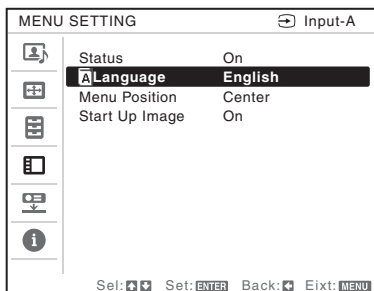 MENU SETTING Input-A
Status On
A Language English
Menu Position Center
Start Up Image On
Sel: Set: ENTER Back: Eixt: MENU